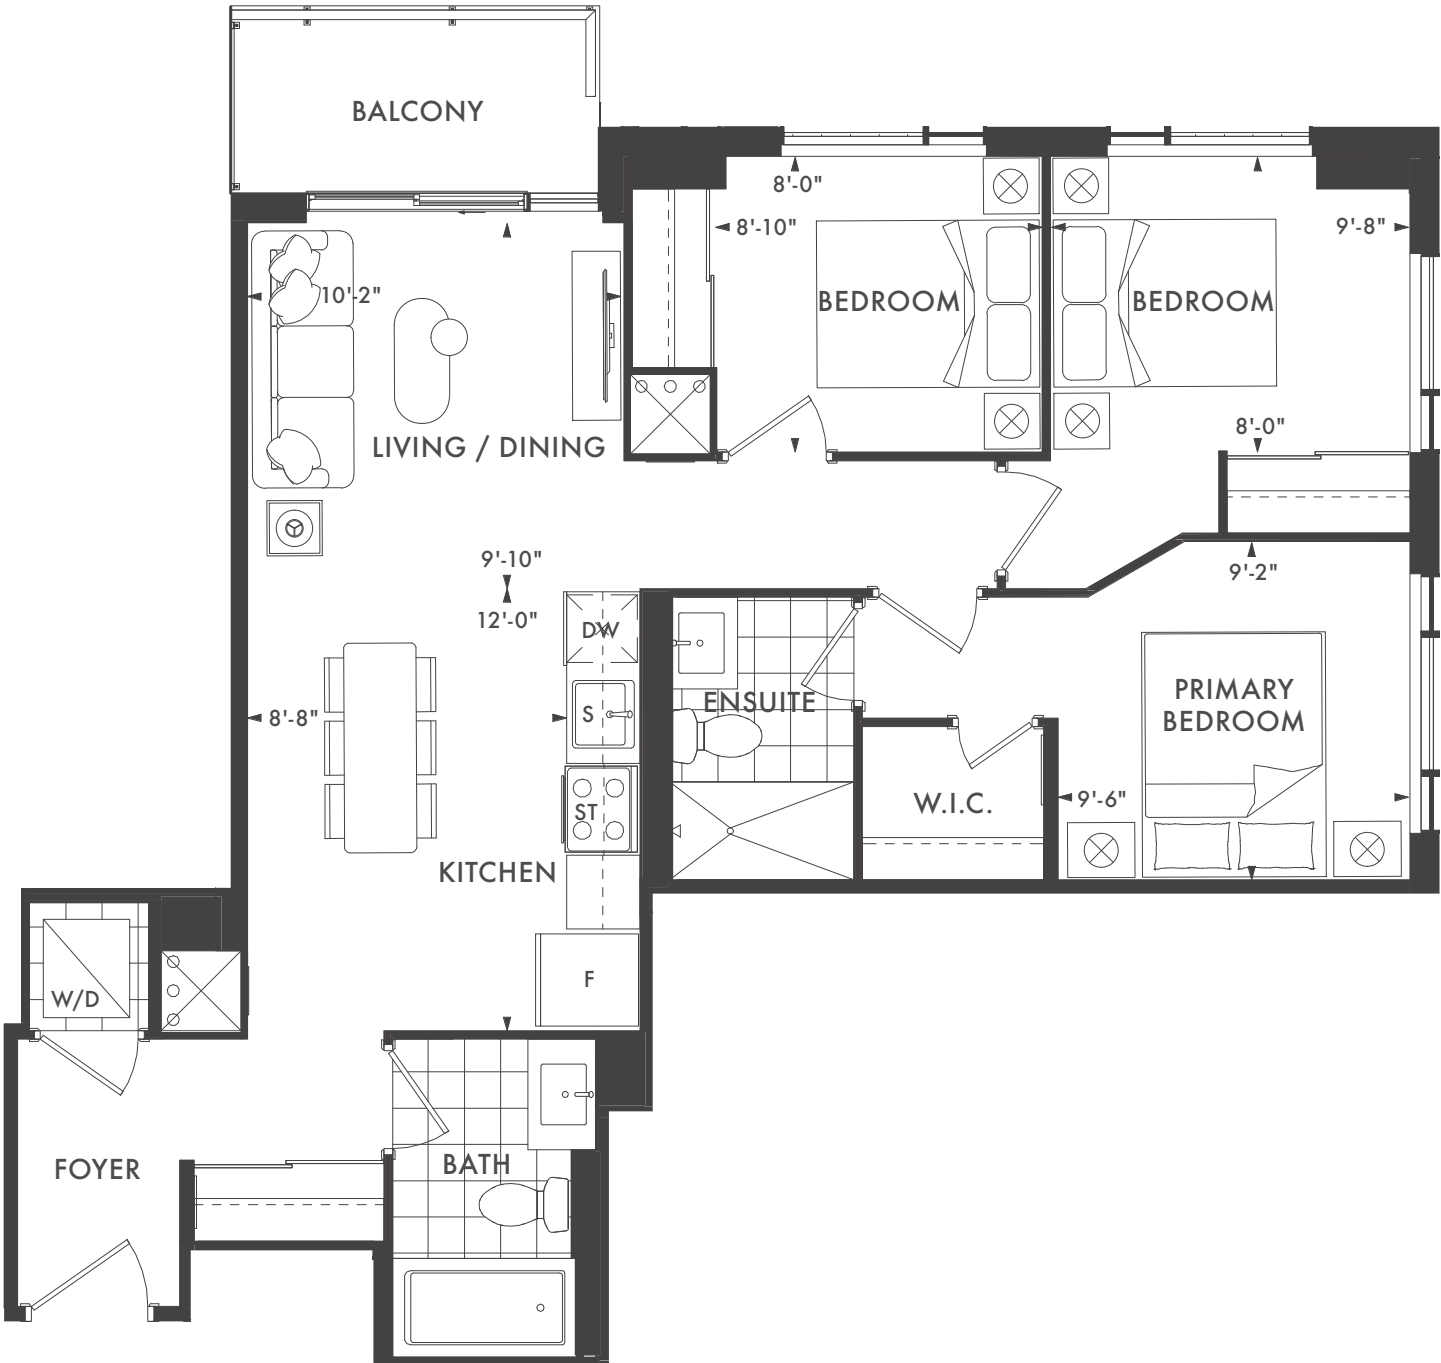 BALCONY
8'-0"
8'-10"
9'-8"
10'-2"
BEDROOM
BEDROOM
LIVING / DINING
8'-0"
9'-10"
12'-0"
9'-2"
DW
ENSUITE
PRIMARY
BEDROOM
8'-8"
S
ST
W.I.C.
9'-6"
KITCHEN
F
W/D
FOYER
BATH